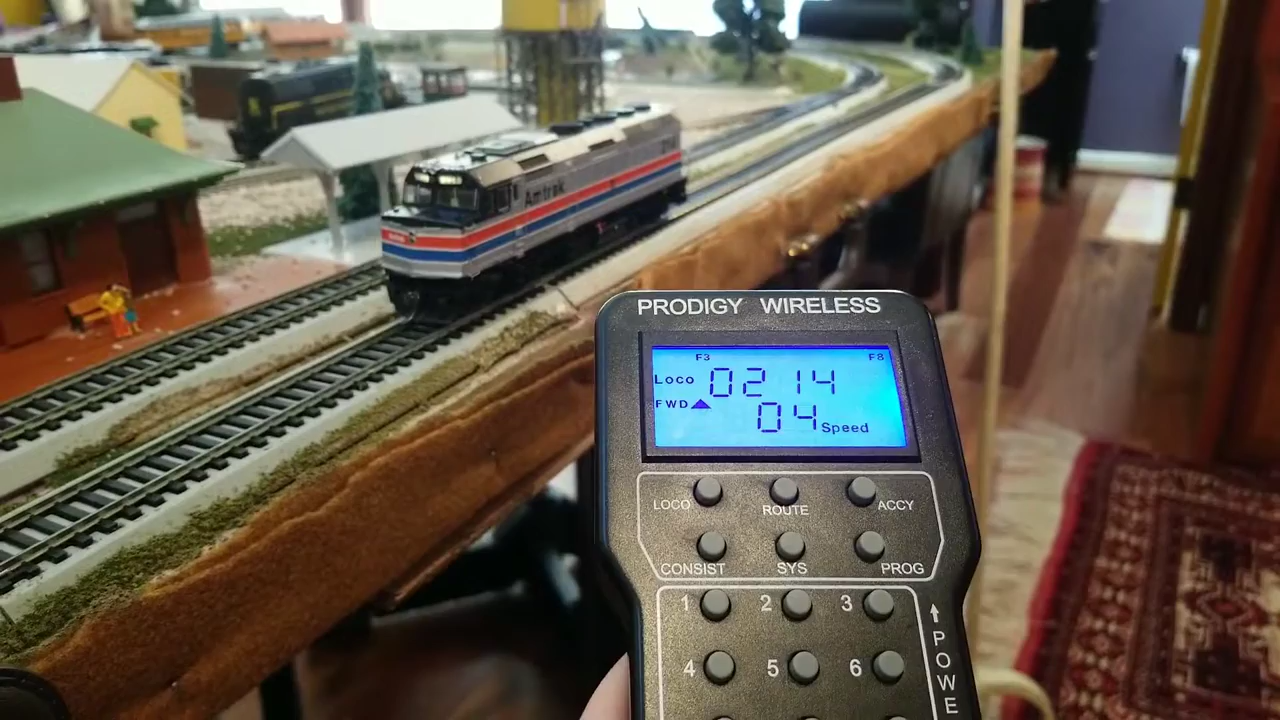 Amtrak
PRODIGY WIRELESS
F3 F8
Loco 0214
FWD 04 Speed
LOCO ROUTE ACCY
CONSIST SYS PROG
1 2 3
4 5 6
POWE